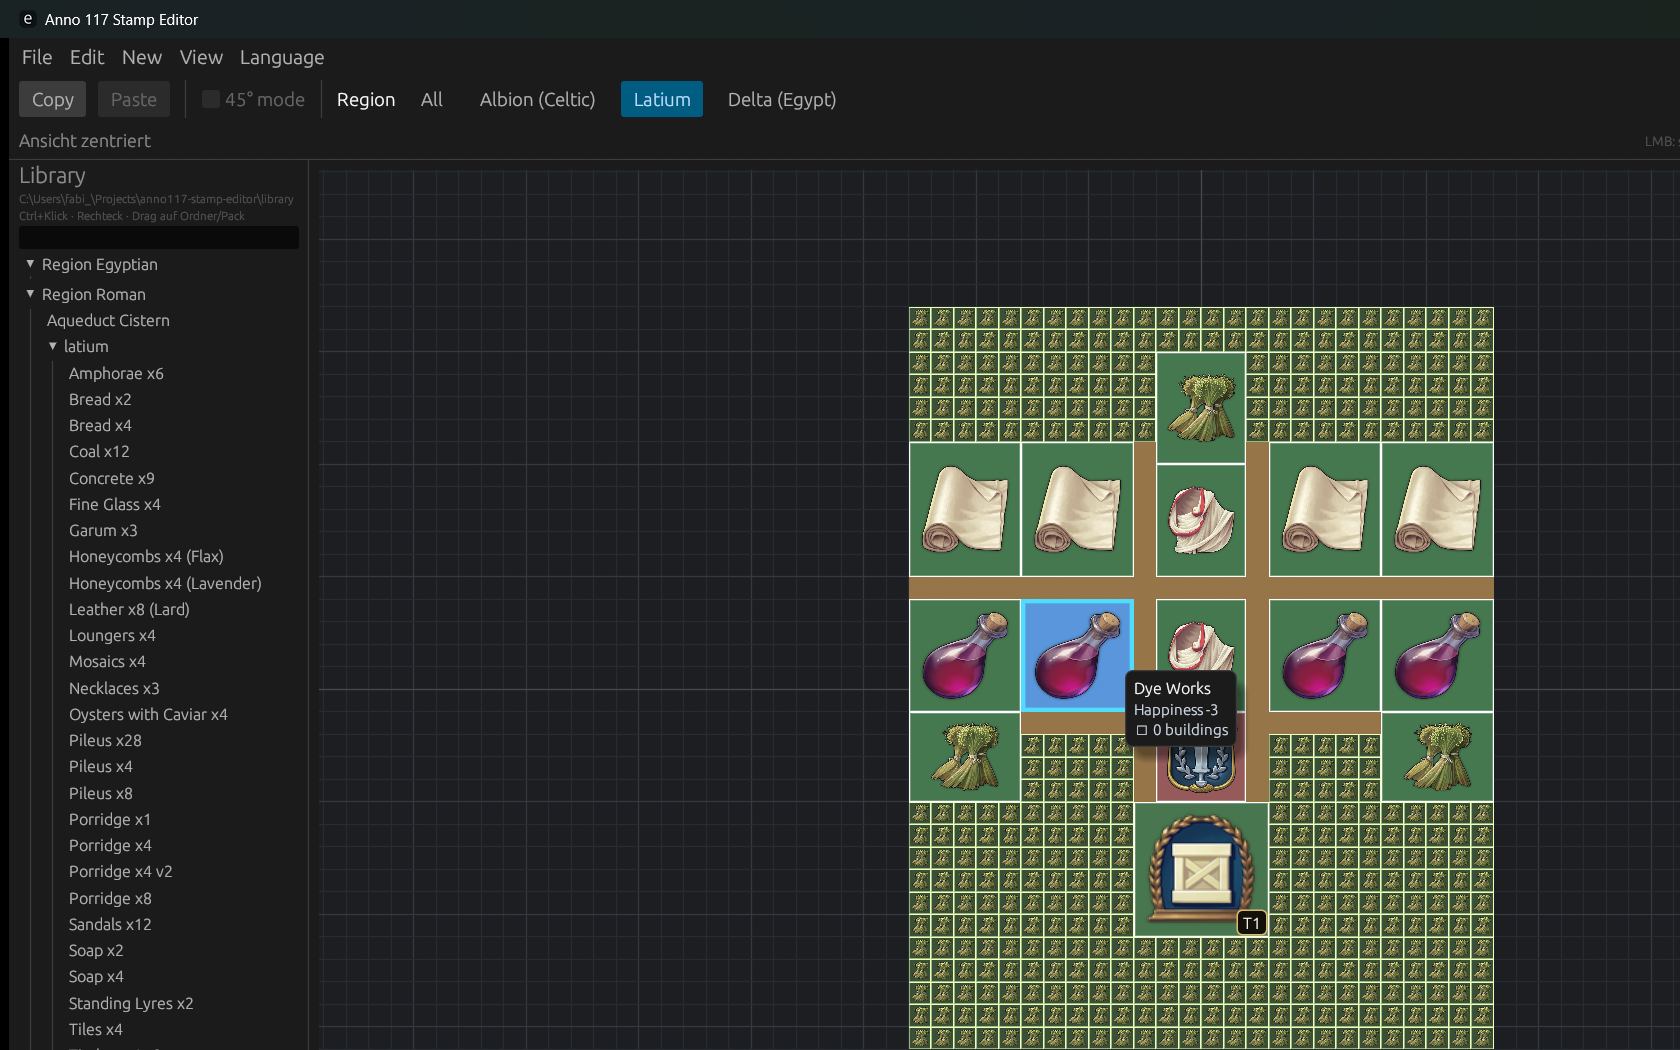 Anno 117 Stamp Editor
File Edit New View Language
Copy Paste 45° mode Region All Albion (Celtic) Latium Delta (Egypt)
Ansicht zentriert
LMB:
Library
C:\Users\fabi_\Projects\anno117-stamp-editor\library
Ctrl+Klick · Rechteck · Drag auf Ordner/Pack
Region Egyptian
Region Roman
Aqueduct Cistern
latium
Amphorae x6
Bread x2
Bread x4
Coal x12
Concrete x9
Fine Glass x4
Garum x3
Honeycombs x4 (Flax)
Honeycombs x4 (Lavender)
Leather x8 (Lard)
Loungers x4
Mosaics x4
Necklaces x3
Oysters with Caviar x4
Pileus x28
Pileus x4
Pileus x8
Porridge x1
Porridge x4
Porridge x4 v2
Porridge x8
Sandals x12
Soap x2
Soap x4
Standing Lyres x2
Tiles x4
Dye Works
Happiness -3
0 buildings
T1